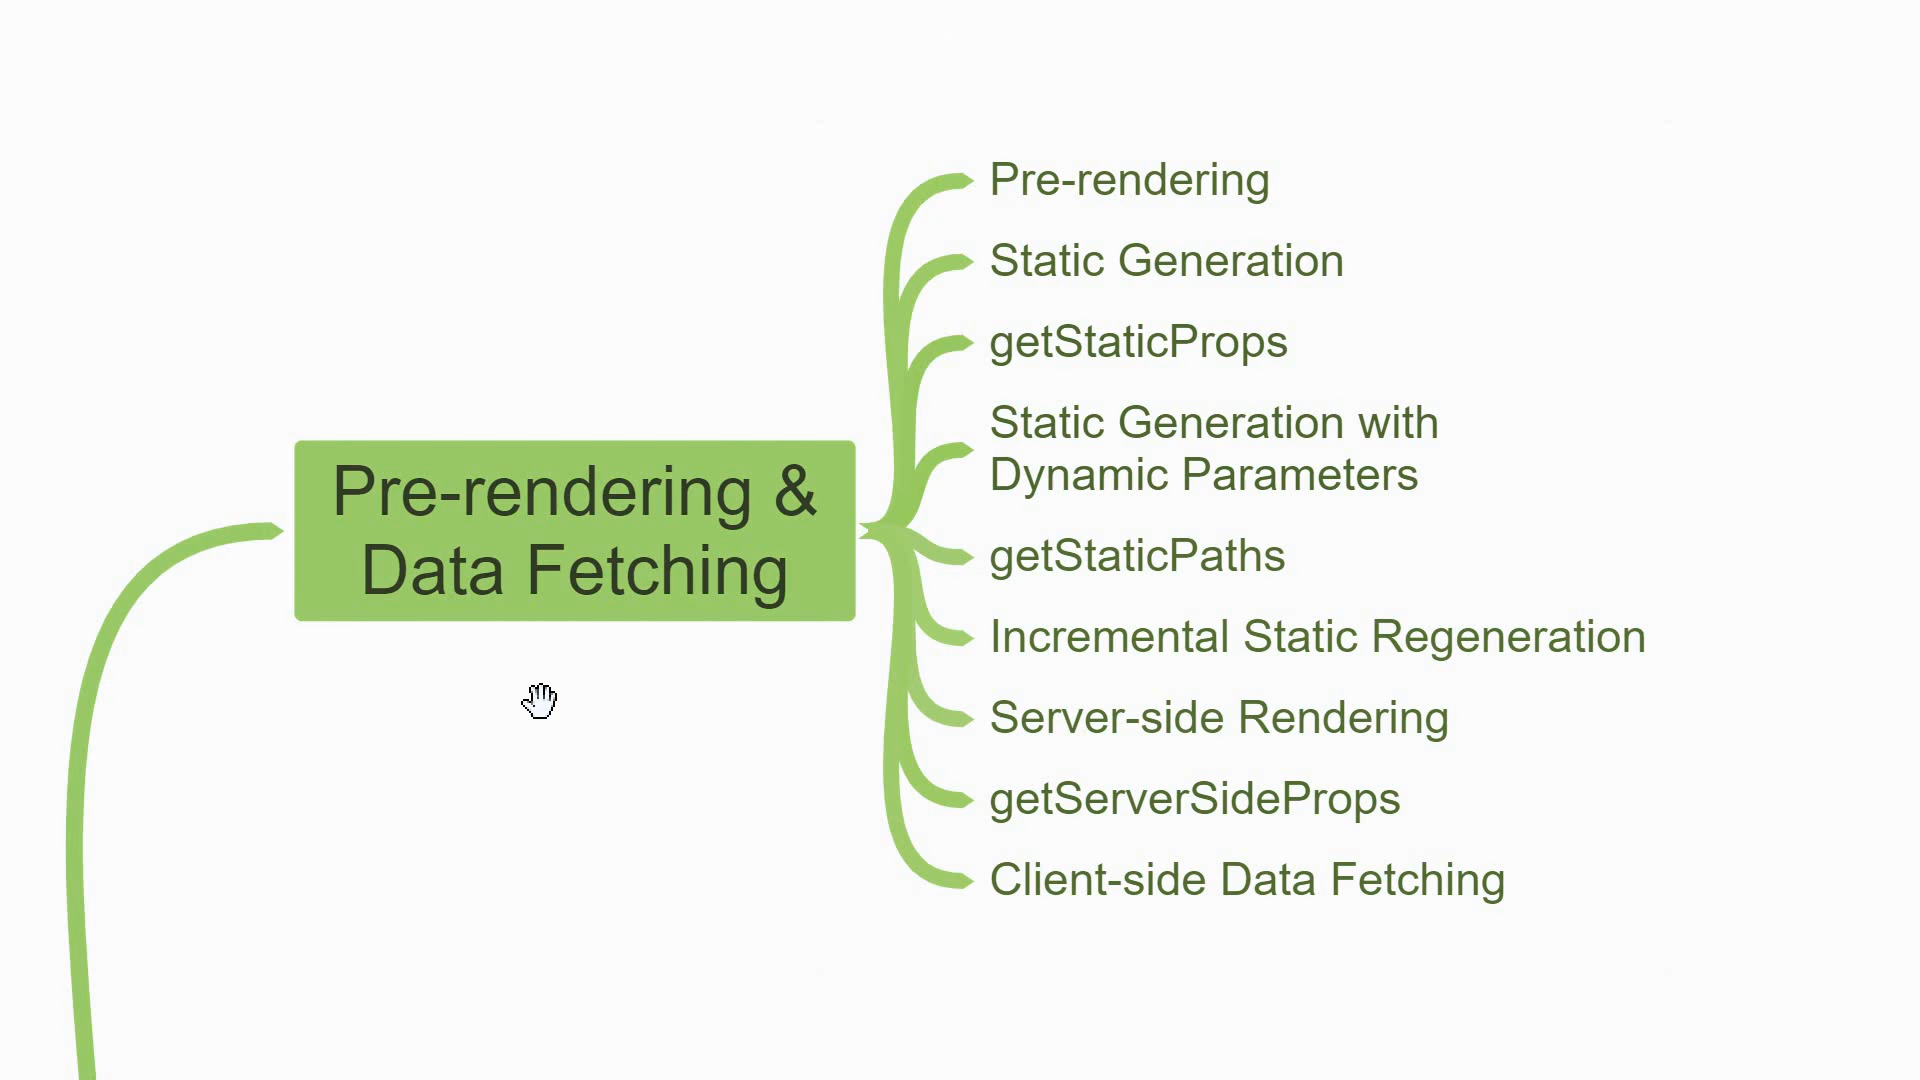 Pre-rendering &
Data Fetching
Pre-rendering
Static Generation
getStaticProps
Static Generation with
Dynamic Parameters
getStaticPaths
Incremental Static Regeneration
Server-side Rendering
getServerSideProps
Client-side Data Fetching